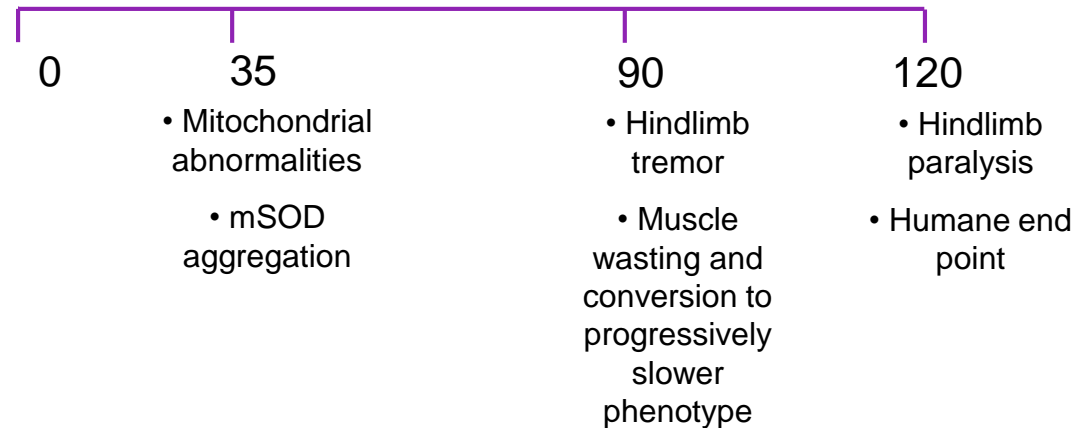 0
35
• Mitochondrial
abnormalities
• mSOD
aggregation
90
• Hindlimb
tremor
• Muscle
wasting and
conversion to
progressively
slower
phenotype
120
• Hindlimb
paralysis
• Humane end
point